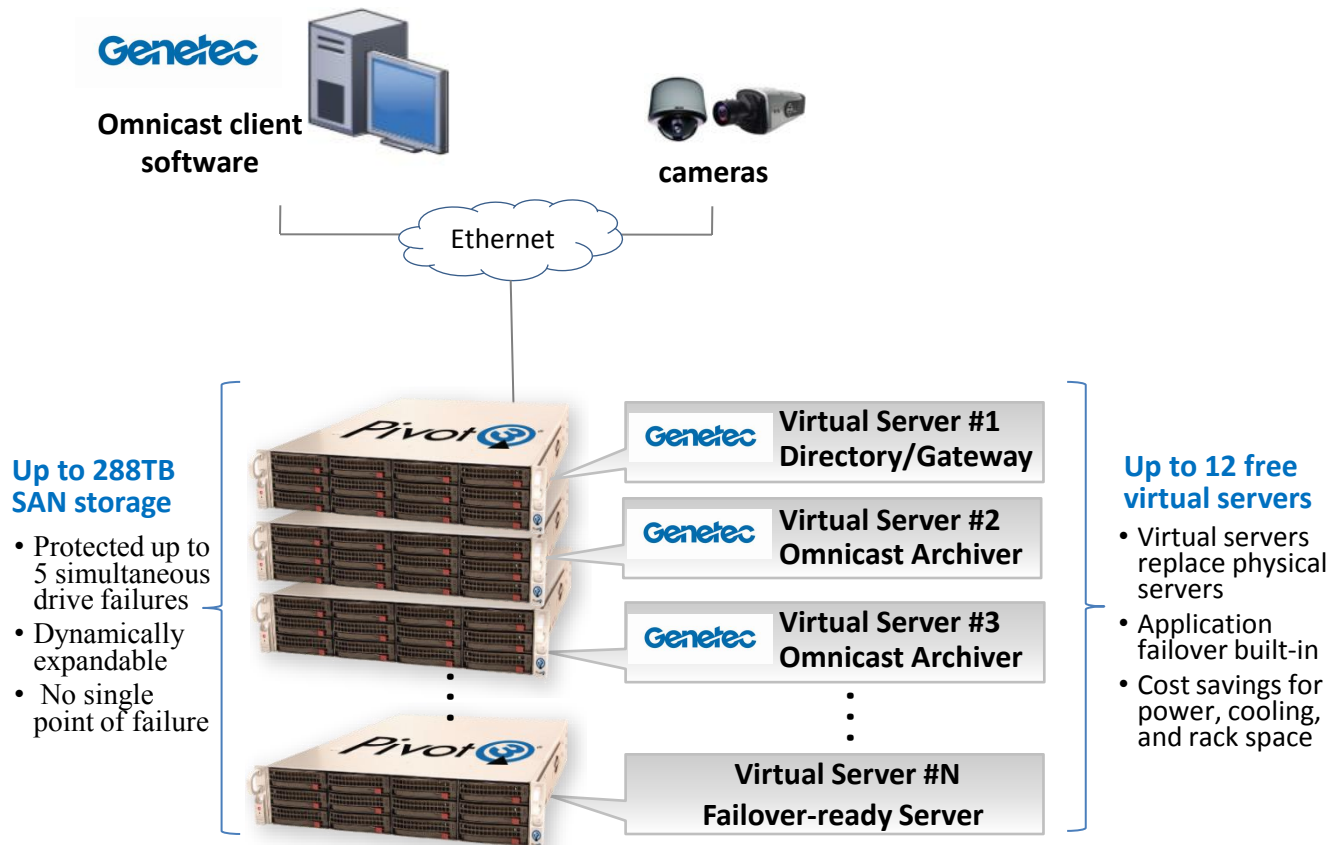 Genetec
Omnicast client
software
cameras
Ethernet
Up to 288TB
SAN storage
• Protected up to
5 simultaneous
drive failures
• Dynamically
expandable
• No single
point of failure
Pivot3
Genetec
Virtual Server #1
Directory/Gateway
Genetec
Virtual Server #2
Omnicast Archiver
Genetec
Virtual Server #3
Omnicast Archiver
Pivot3
Virtual Server #N
Failover-ready Server
Up to 12 free
virtual servers
• Virtual servers
replace physical
servers
• Application
failover built-in
• Cost savings for
power, cooling,
and rack space